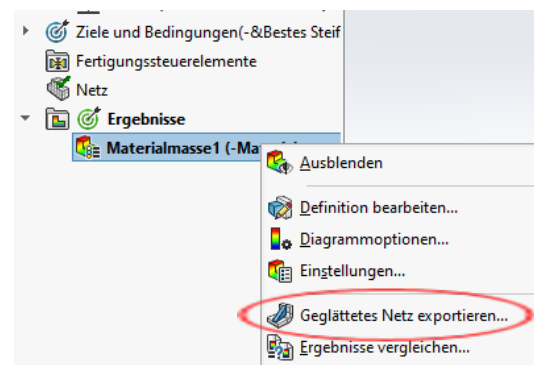 Ziele und Bedingungen(-&Bestes Steif
Fertigungssteuerelemente
Netz
Ergebnisse
Materialmasse1 (-Ma
Ausblenden
Definition bearbeiten...
Diagrammoptionen...
Einstellungen...
Geglättetes Netz exportieren...
Ergebnisse vergleichen...